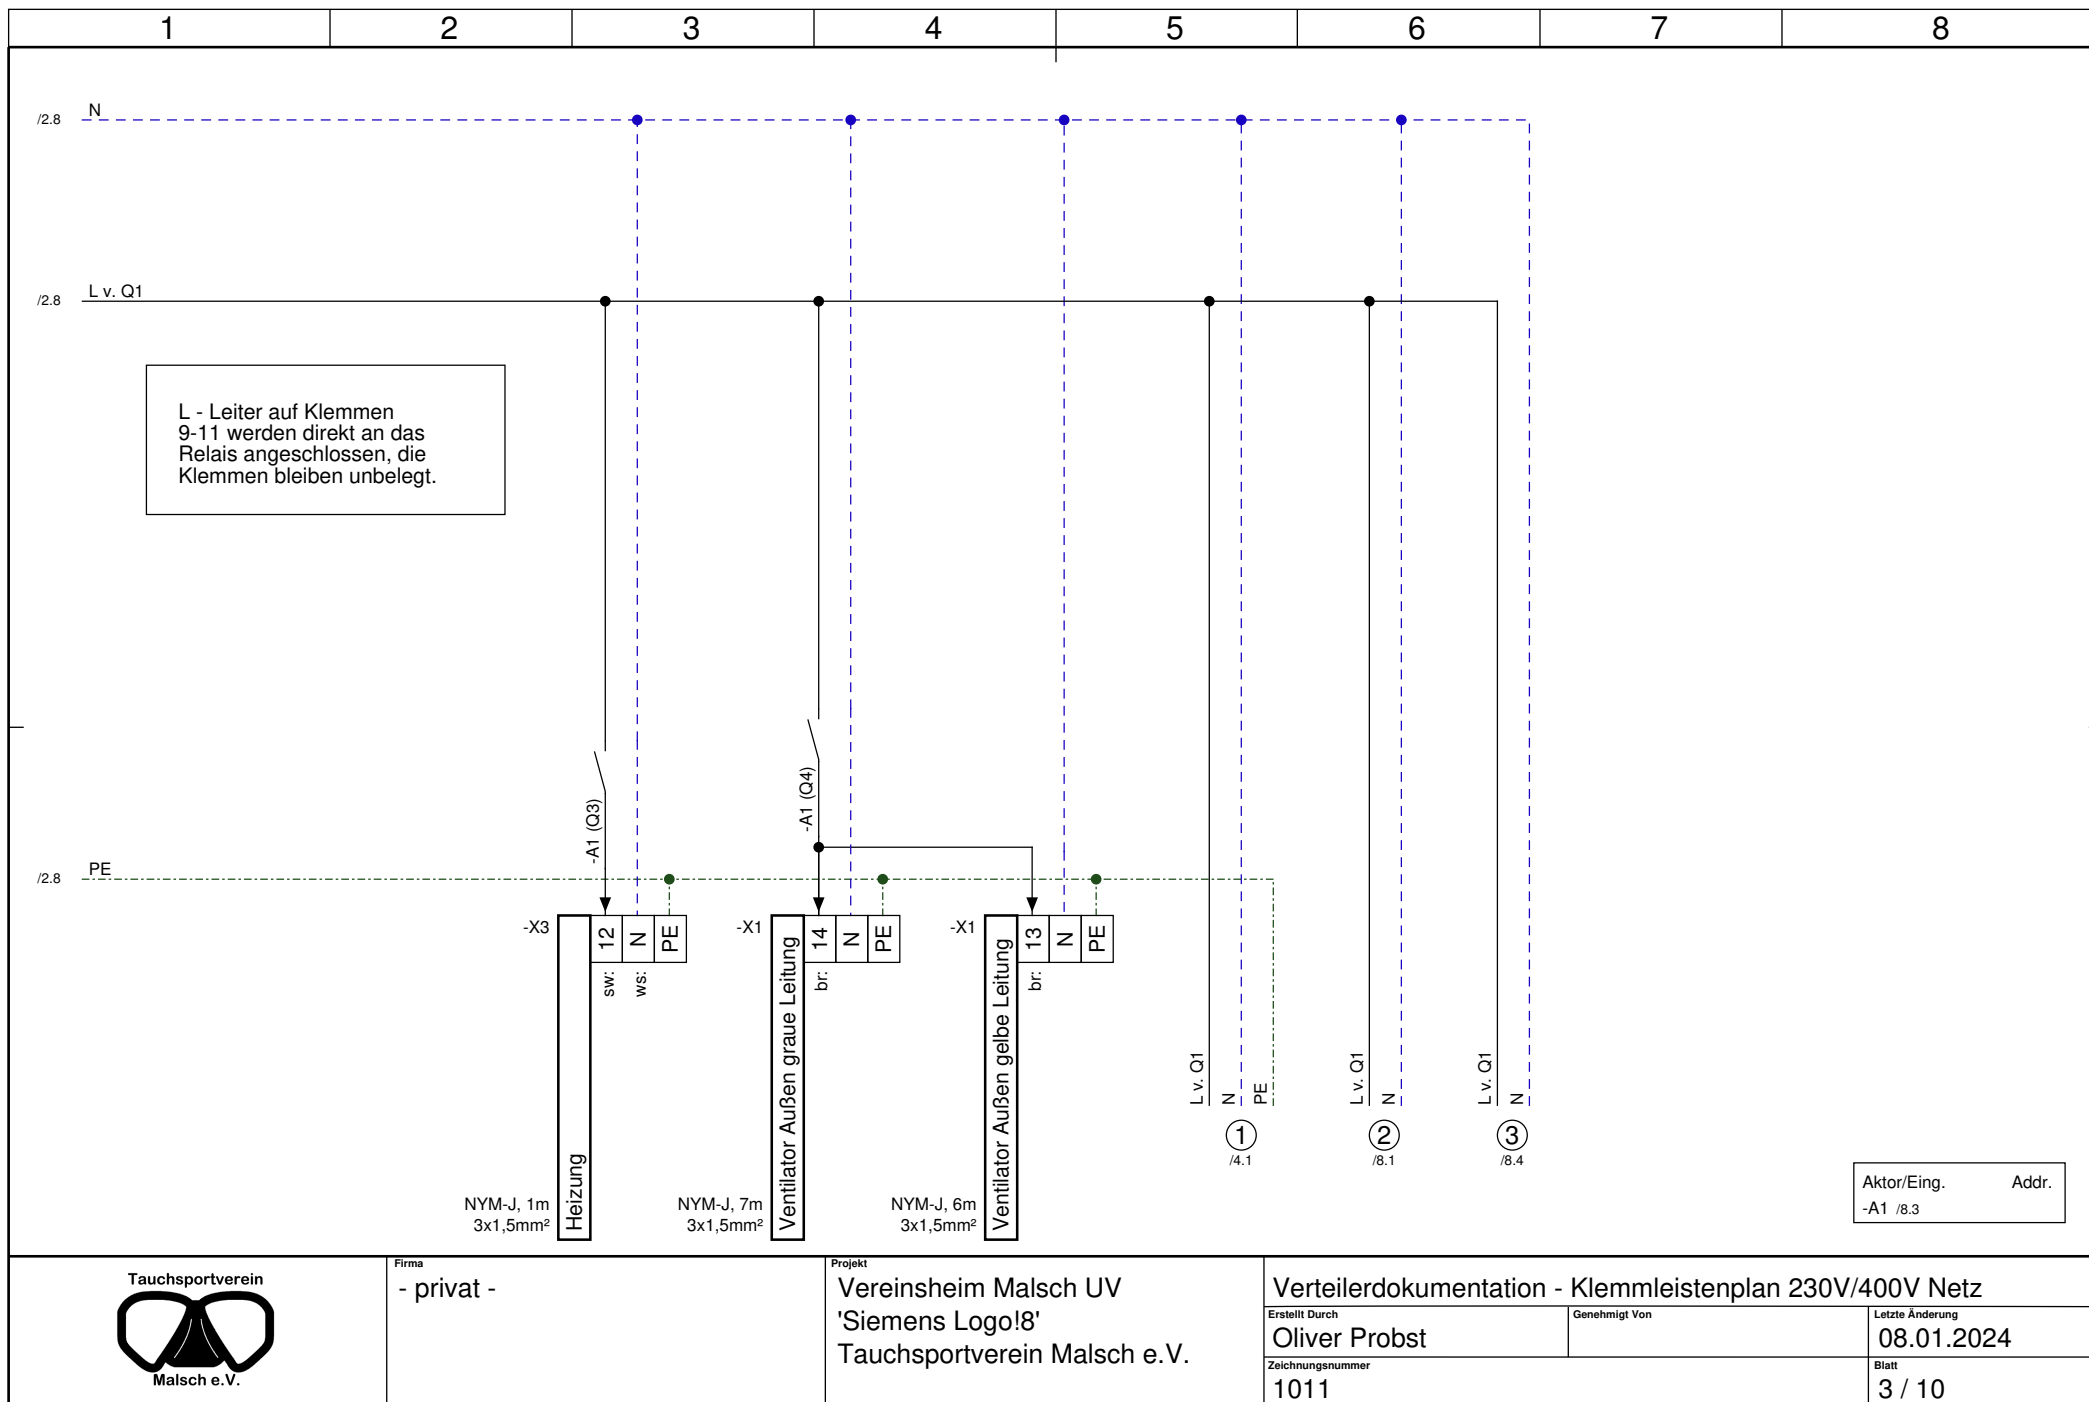 1 2 3 4 5 6 7 8
/2.8 N
/2.8 L v. Q1
L - Leiter auf Klemmen
9-11 werden direkt an das
Relais angeschlossen, die
Klemmen bleiben unbelegt.
-A1 (Q3)
-A1 (Q4)
/2.8 PE
-X3
12 N PE
sw:
ws:
Heizung
NYM-J, 1m
3x1,5mm²
-X1
14 N PE
br:
Ventilator Außen graue Leitung
NYM-J, 7m
3x1,5mm²
-X1
13 N PE
br:
Ventilator Außen gelbe Leitung
NYM-J, 6m
3x1,5mm²
L v. Q1
N
PE
1
/4.1
L v. Q1
N
2
/8.1
L v. Q1
N
3
/8.4
Aktor/Eing. Addr.
-A1 /8.3
Tauchsportverein
Malsch e.V.
Firma
- privat -
Projekt
Vereinsheim Malsch UV
'Siemens Logo!8'
Tauchsportverein Malsch e.V.
Verteilerdokumentation - Klemmleistenplan 230V/400V Netz
Erstellt Durch
Oliver Probst
Genehmigt Von
Letzte Änderung
08.01.2024
Zeichnungsnummer
1011
Blatt
3 / 10